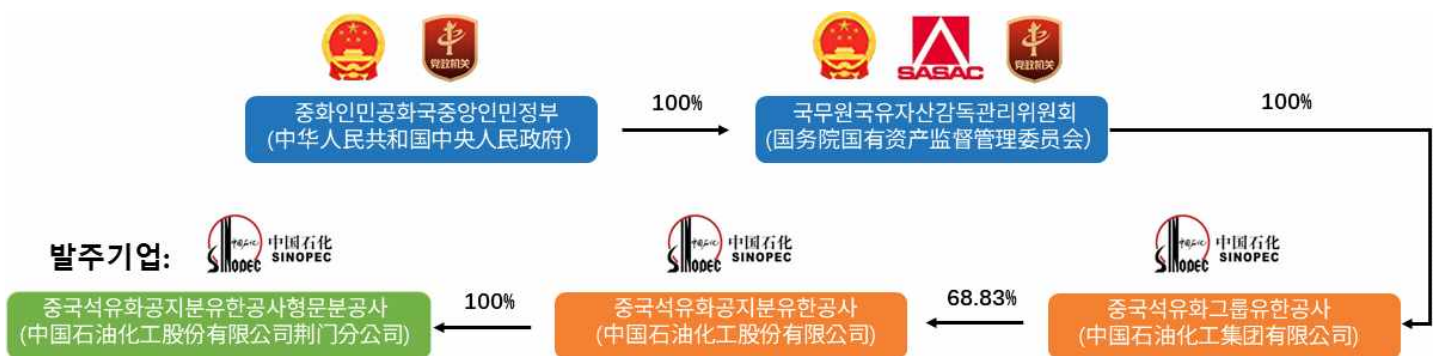 党政机关
SASAC
党政机关
중화인민공화국중앙인민정부
(中华人民共和国中央人民政府)
100%
국무원국유자산감독관리위원회
(国务院国有资产监督管理委员会)
100%
발주기업:
中国石化
SINOPEC
中国石化
SINOPEC
中国石化
SINOPEC
중국석유화공지분유한공사형문분공사
(中国石油化工股份有限公司荆门分公司)
100%
중국석유화공지분유한공사
(中国石油化工股份有限公司)
68.83%
중국석유화그룹유한공사
(中国石油化工集团有限公司)